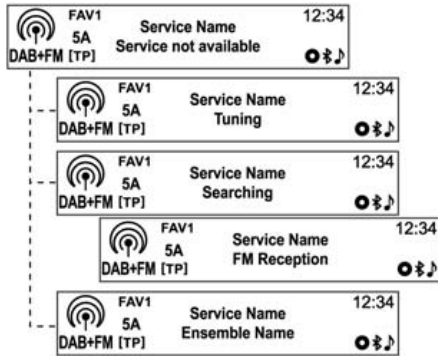 FAV1 Service Name 12:34
5A Service not available
DAB+FM [TP]
FAV1 Service Name 12:34
5A Tuning
DAB+FM [TP]
FAV1 Service Name 12:34
5A Searching
DAB+FM [TP]
FAV1 Service Name 12:34
5A FM Reception
DAB+FM [TP]
FAV1 Service Name 12:34
5A Ensemble Name
DAB+FM [TP]